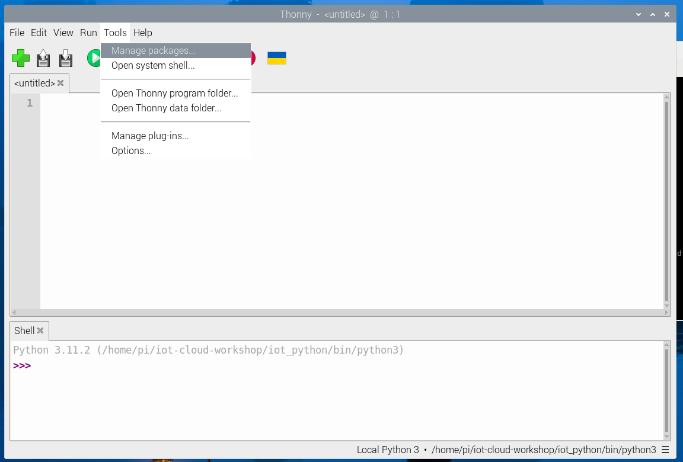 Thonny - <untitled> @ 1 : 1
File Edit View Run Tools Help
Manage packages...
Open system shell...
Open Thonny program folder...
Open Thonny data folder...
Manage plug-ins...
Options...
<untitled>
1
d
Shell
Python 3.11.2 (/home/pi/iot-cloud-workshop/iot_python/bin/python3)
>>>
Local Python 3 • /home/pi/iot-cloud-workshop/iot_python/bin/python3 ☰